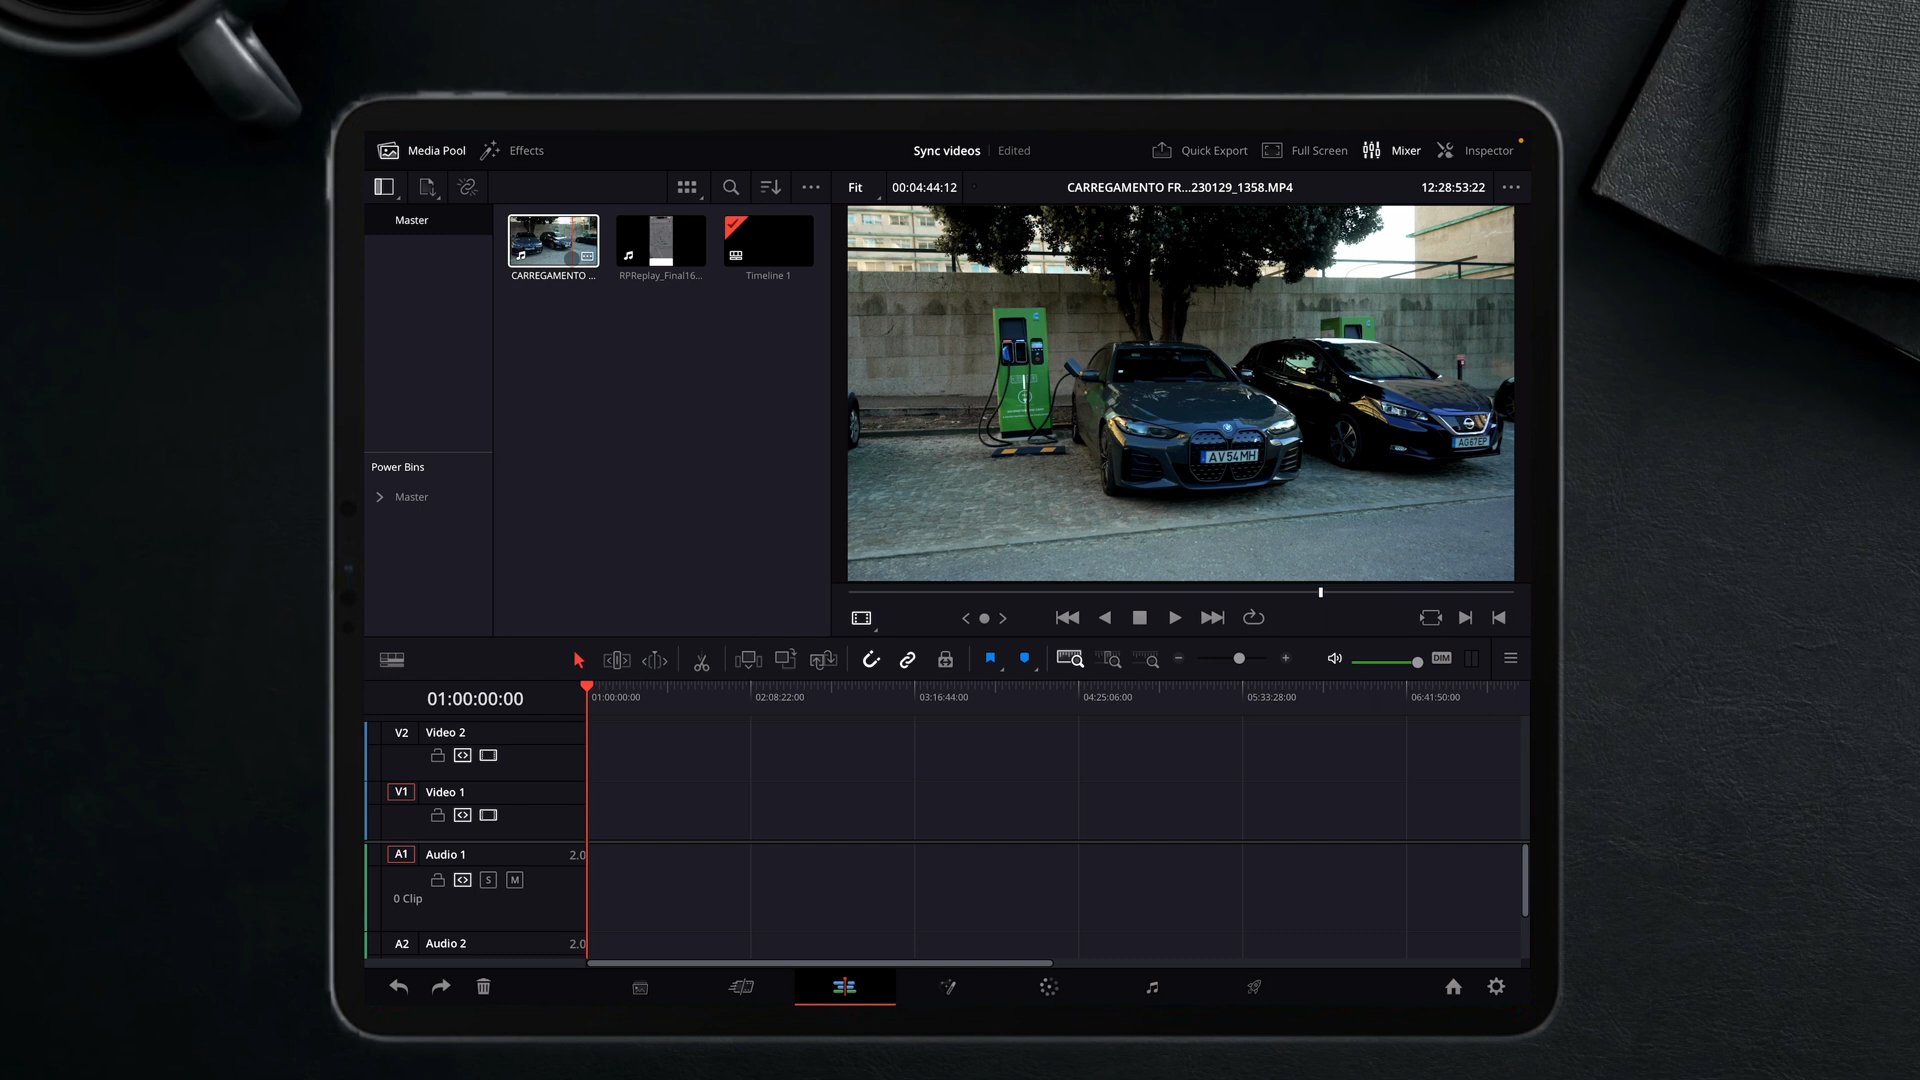 Media Pool Effects Sync videos Edited Quick Export Full Screen Mixer Inspector
Fit 00:04:44:12 CARREGAMENTO FR...230129_1358.MP4 12:28:53:22
Master
CARREGAMENTO ... RPReplay_Final16... Timeline 1
AG67EP
AV54MH
Power Bins
Master
DIM
01:00:00:00 01:00:00:00 02:08:22:00 03:16:44:00 04:25:06:00 05:33:28:00 06:41:50:00
V2 Video 2
V1 Video 1
A1 Audio 1 2.0
S M
0 Clip
A2 Audio 2 2.0